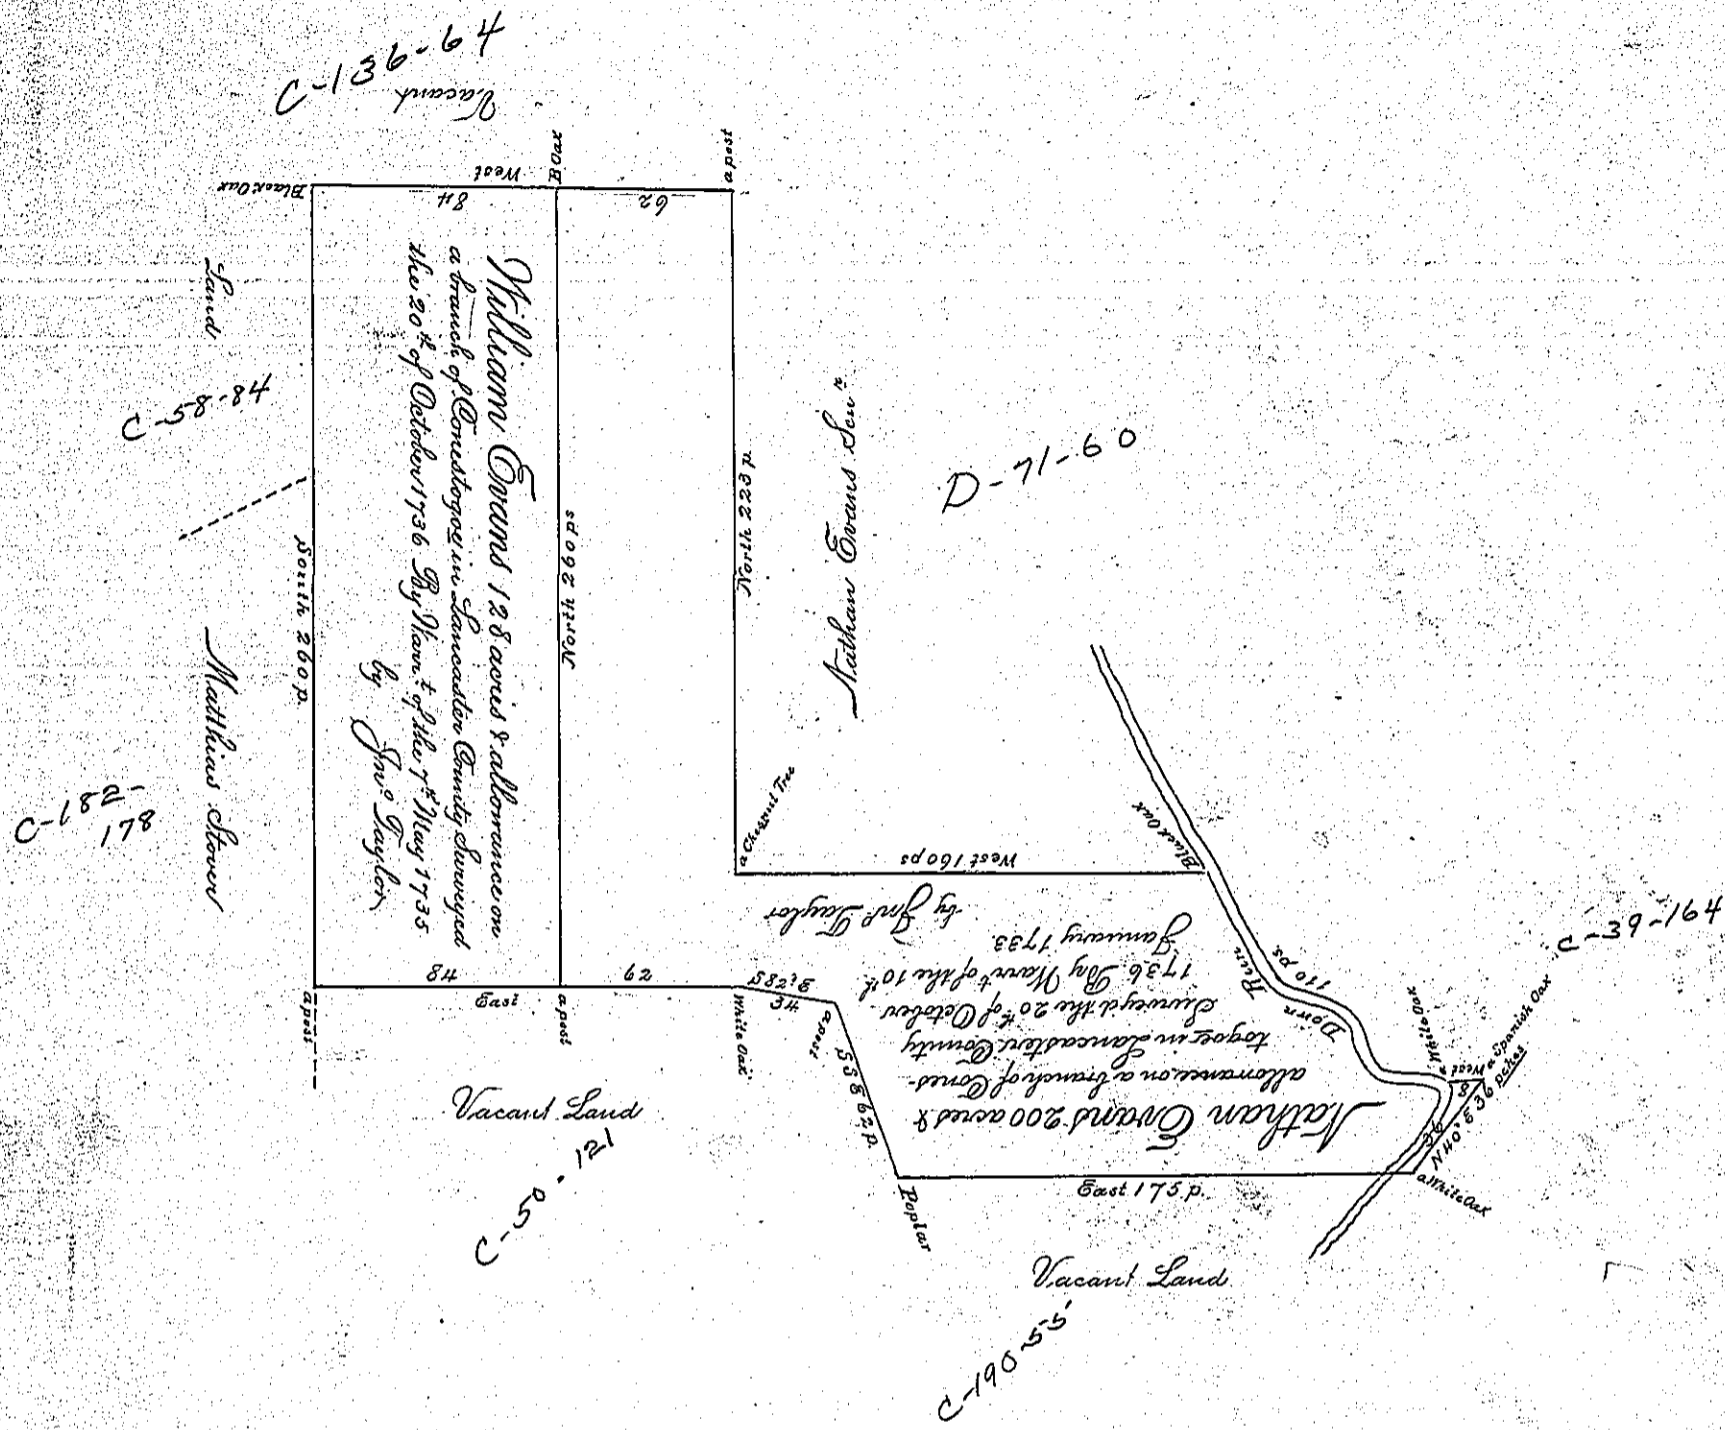 C-136-64
Vacant
Black Oak
West
B Oak
a post
84
62
Land
C-58-84
South 260 p.
Matthias Stover
C-182-
178
William Evans 128 acres & allowance on
a branch of Conestogoe in Lancaster County Surveyed
the 20th of October 1736 By Warrt of the 7th May 1735
by Jno Taylor
North 260 ps
North 223 p.
Nathan Evans Senr
D-71-60
a Chesnut Tree
West 160 ps
Black Oak
Down
Run
110 ps
C-39-164
Nathan Evans 200 acres &
allowance on a branch of Cones-
togoe in Lancaster County
Surveyd the 20th of October
1736 By Warrt of the 10th
January 1733
by Jno Taylor
a White Oak
West
8
a Spanish Oak
N40°E 36 pches
36
a White Oak
a post
84
East
a post
62
White Oak
34
a post
62 p.
Poplar
East 175 p.
Vacant Land
C-50-121
Vacant Land
C-190-55